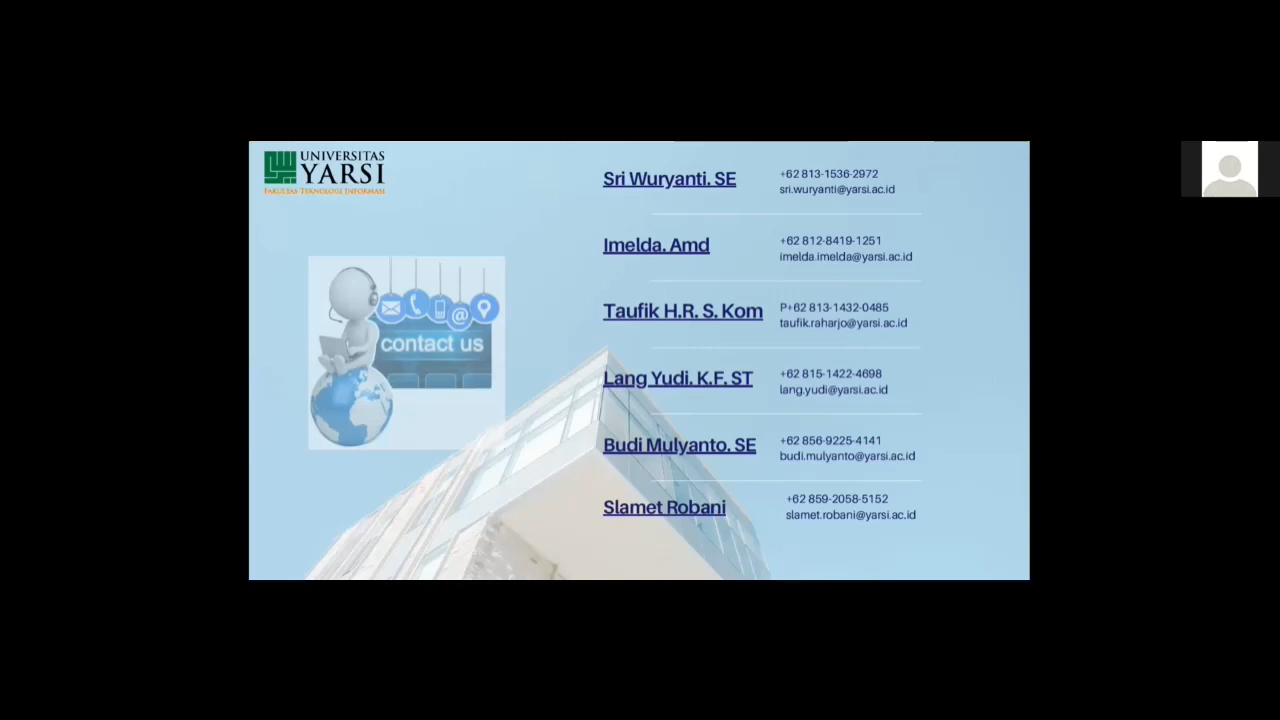 UNIVERSITAS
YARSI
FAKULTAS TEKNOLOGI INFORMASI
contact us
@
Sri Wuryanti. SE
+62 813-1536-2972
sri.wuryanti@yarsi.ac.id
Imelda. Amd
+62 812-8419-1251
imelda.imelda@yarsi.ac.id
Taufik H.R. S. Kom
P+62 813-1432-0485
taufik.raharjo@yarsi.ac.id
Lang Yudi. K.F. ST
+62 815-1422-4698
lang.yudi@yarsi.ac.id
Budi Mulyanto. SE
+62 856-9225-4141
budi.mulyanto@yarsi.ac.id
Slamet Robani
+62 859-2058-5152
slamet.robani@yarsi.ac.id